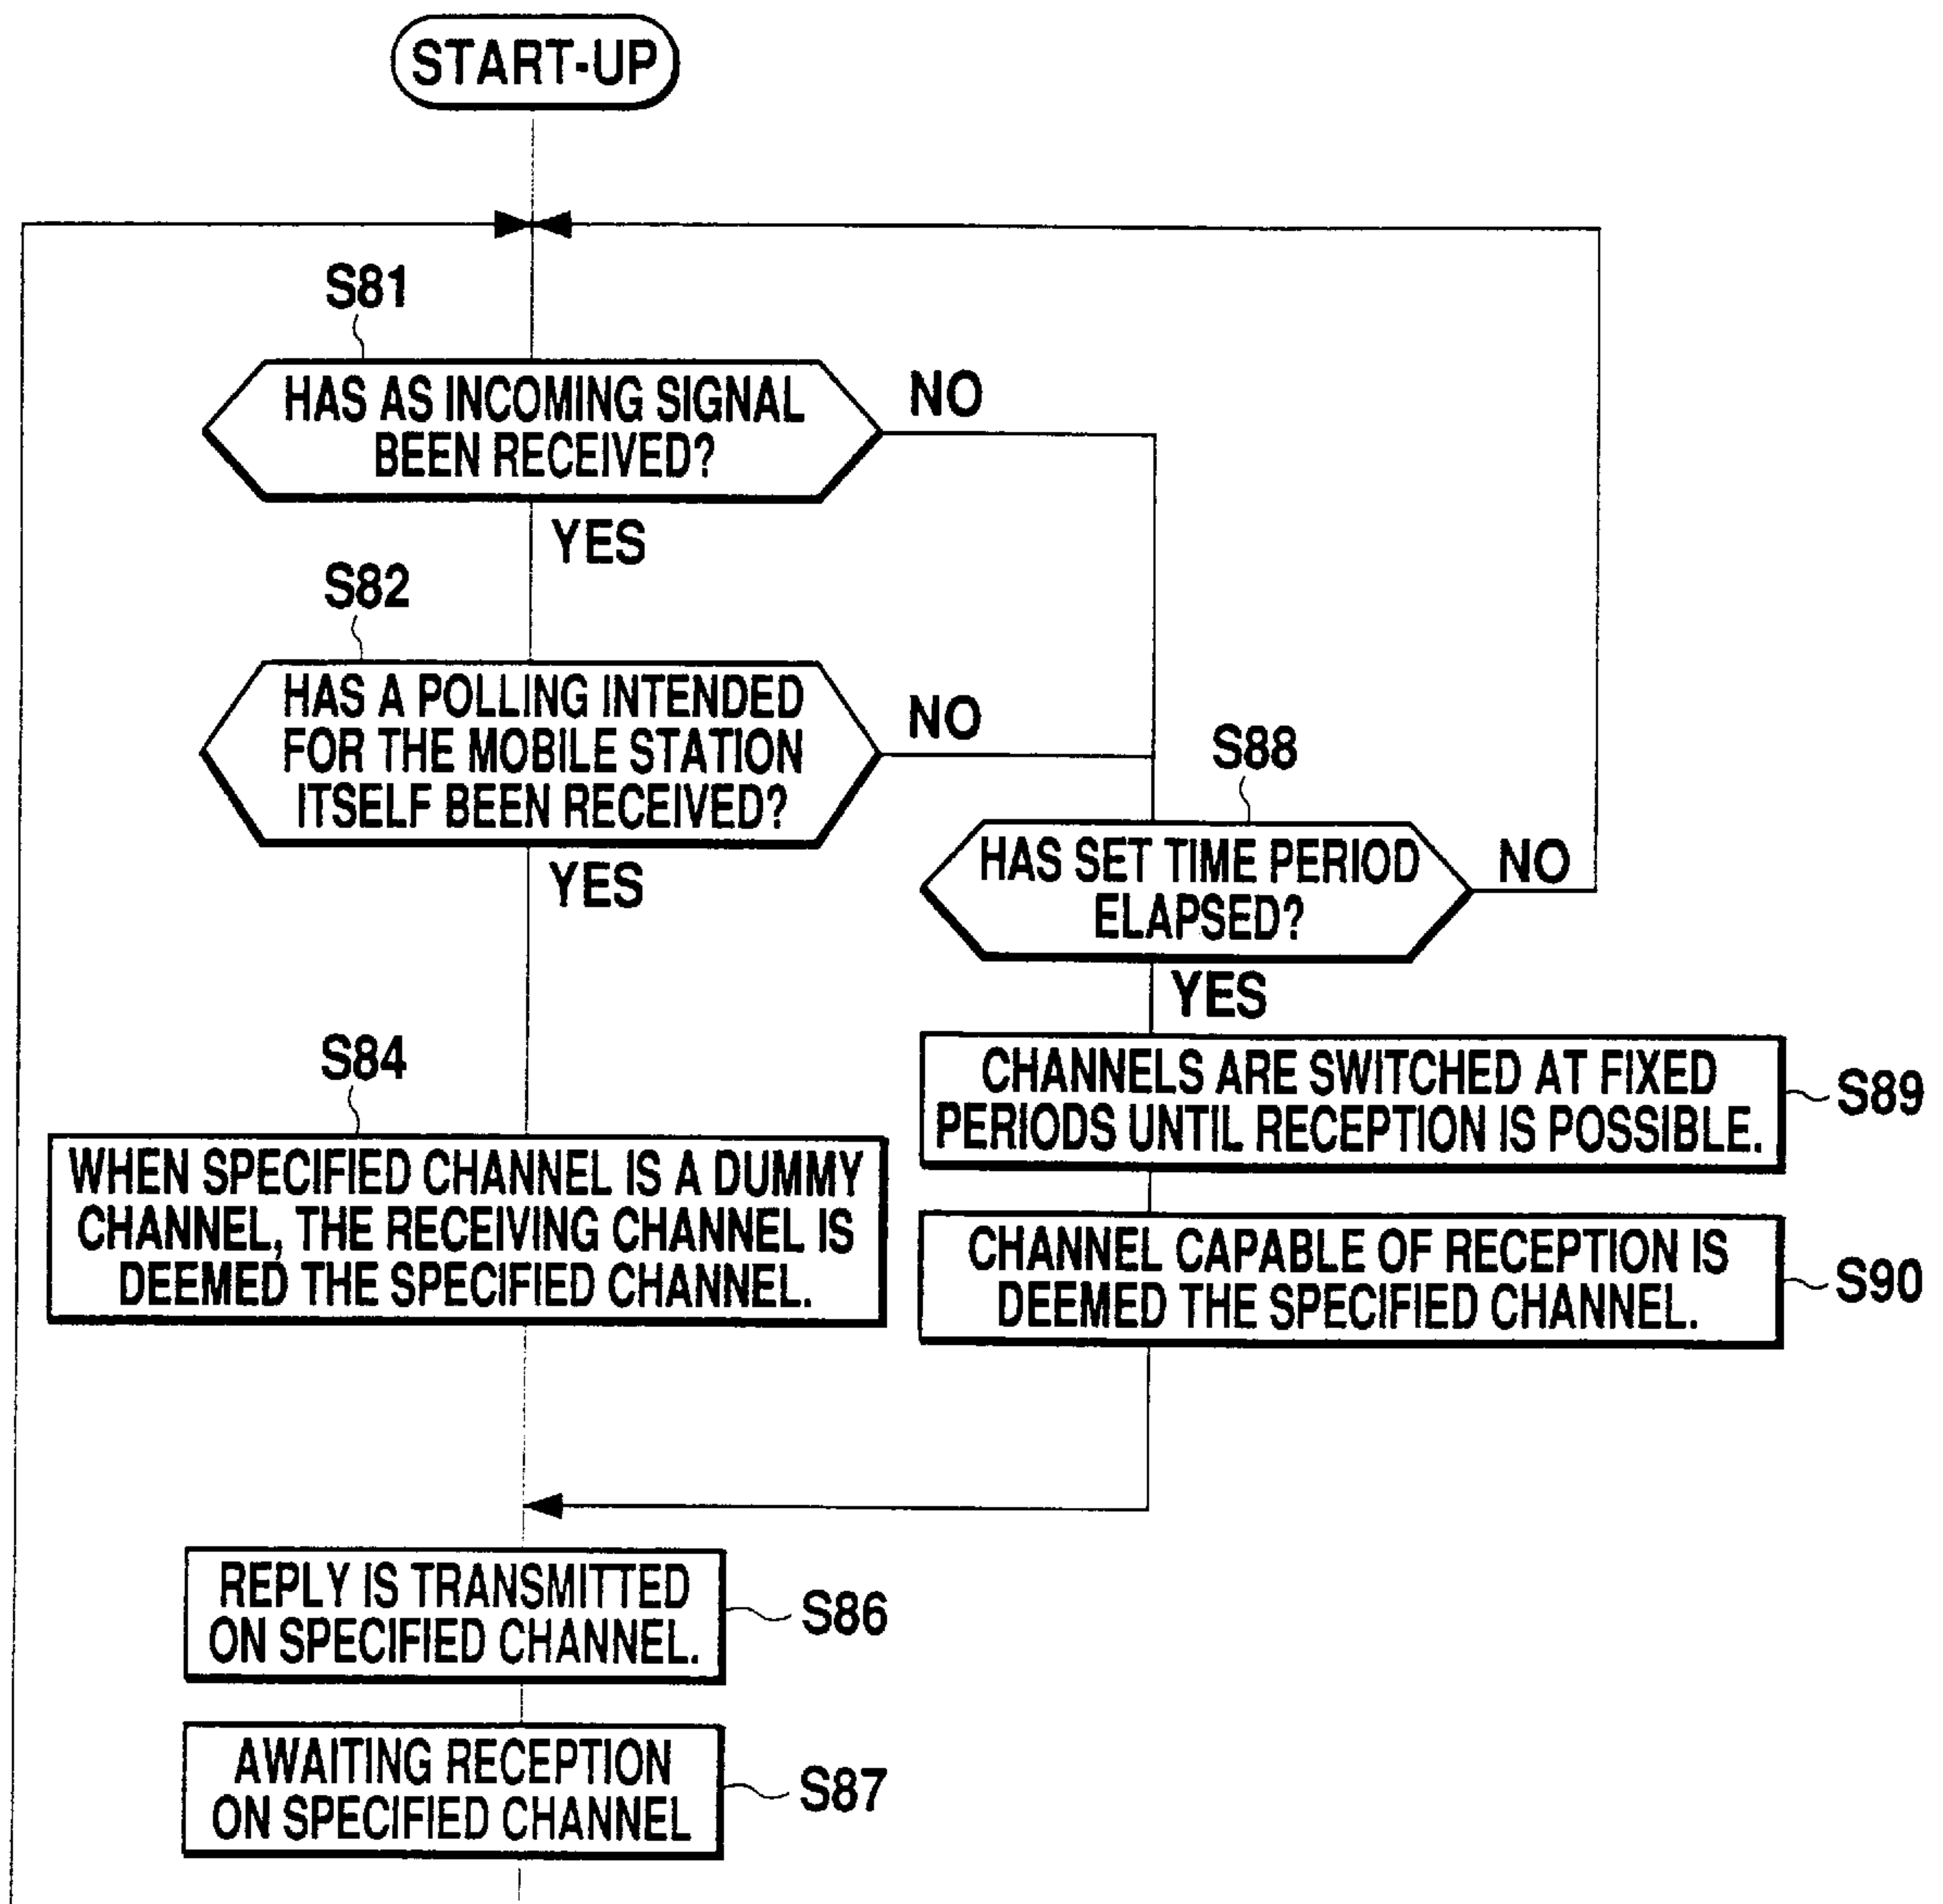 START-UP
S81
HAS AS INCOMING SIGNAL
BEEN RECEIVED?
NO
YES
S82
HAS A POLLING INTENDED
FOR THE MOBILE STATION
ITSELF BEEN RECEIVED?
NO
YES
S88
HAS SET TIME PERIOD
ELAPSED?
NO
YES
S84
WHEN SPECIFIED CHANNEL IS A DUMMY
CHANNEL, THE RECEIVING CHANNEL IS
DEEMED THE SPECIFIED CHANNEL.
CHANNELS ARE SWITCHED AT FIXED
PERIODS UNTIL RECEPTION IS POSSIBLE.
S89
CHANNEL CAPABLE OF RECEPTION IS
DEEMED THE SPECIFIED CHANNEL.
S90
REPLY IS TRANSMITTED
ON SPECIFIED CHANNEL.
S86
AWAITING RECEPTION
ON SPECIFIED CHANNEL
S87